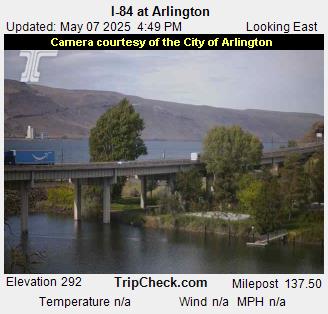 I-84 at Arlington
Updated: May 07 2025 4:49 PM Looking East
Camera courtesy of the City of Arlington
Elevation 292 TripCheck.com Milepost 137.50
Temperature n/a Wind n/a MPH n/a